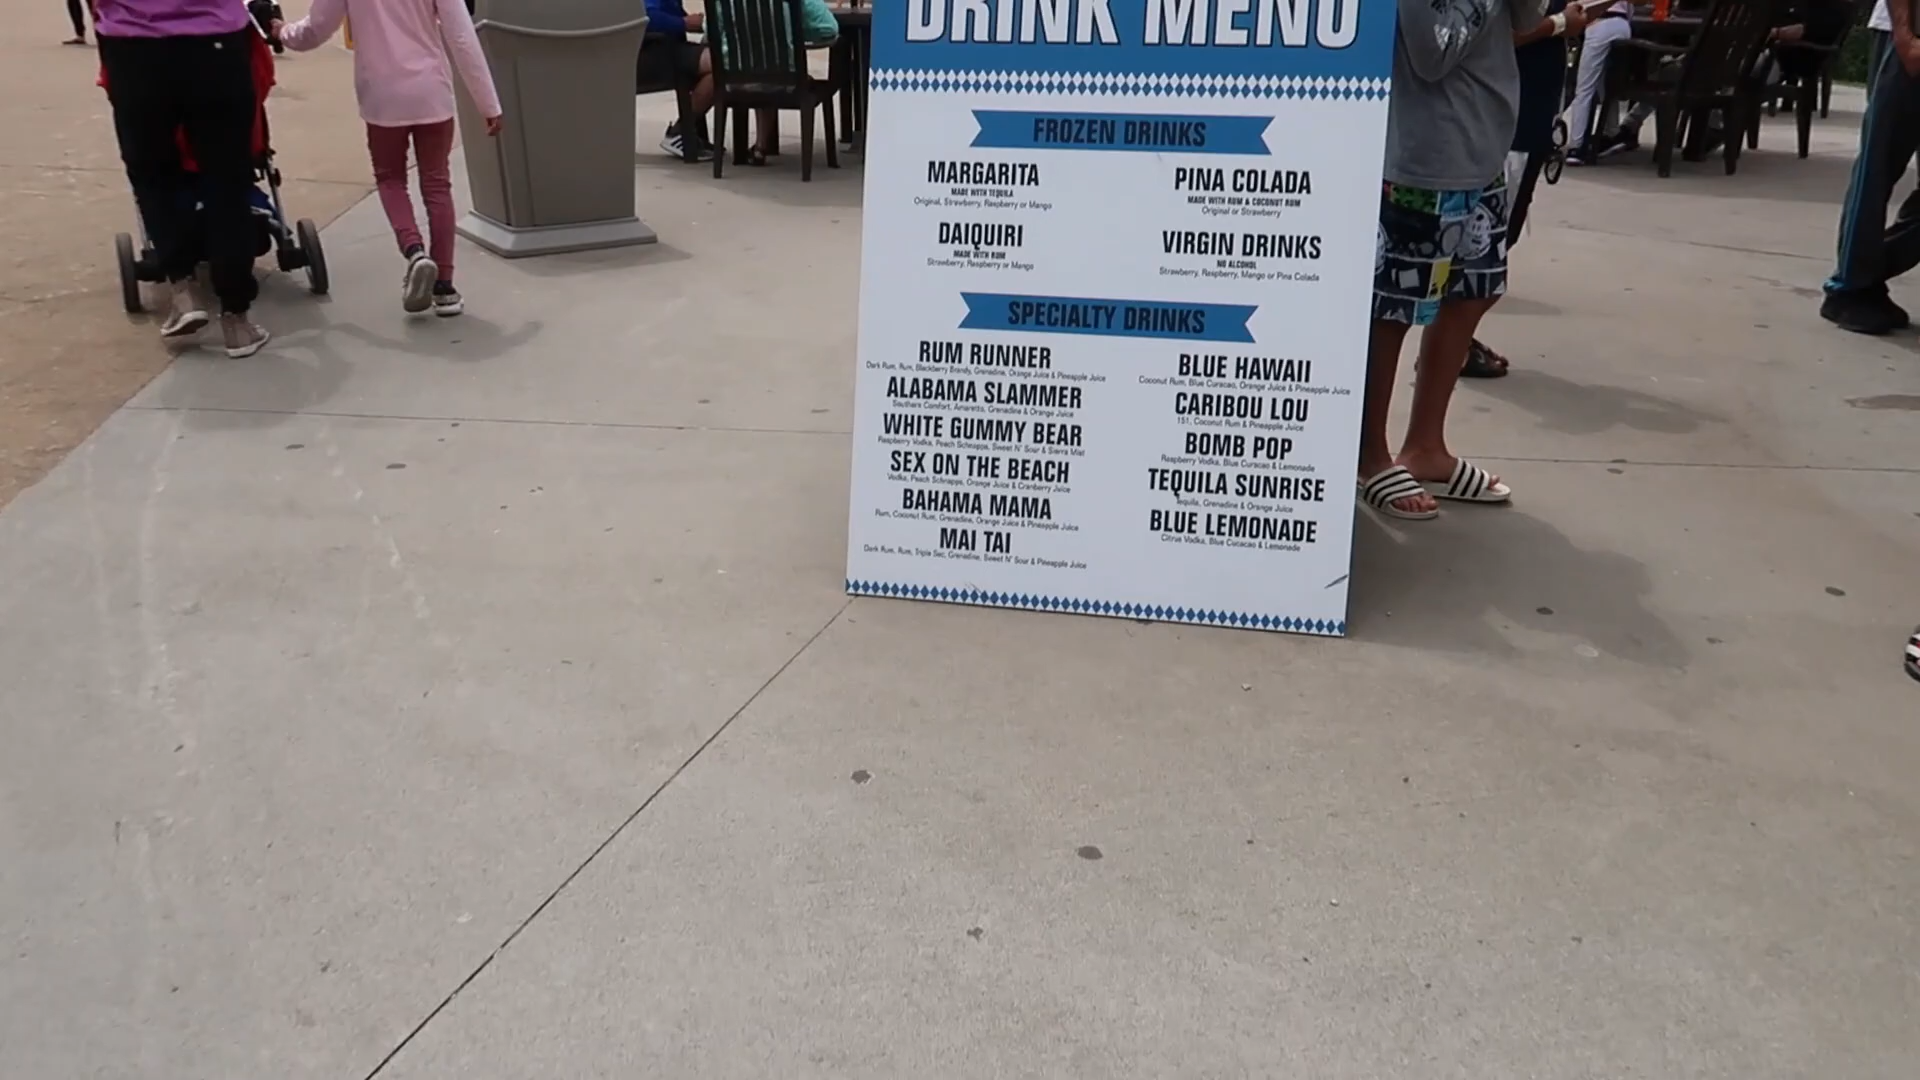 DRINK MENU
FROZEN DRINKS
MARGARITA
MADE WITH TEQUILA
Original, Strawberry, Raspberry or Mango
DAIQUIRI
MADE WITH RUM
Strawberry, Raspberry or Mango
PINA COLADA
MADE WITH RUM & COCONUT RUM
Original or Strawberry
VIRGIN DRINKS
NO ALCOHOL
Strawberry, Raspberry, Mango or Pina Colada
SPECIALTY DRINKS
RUM RUNNER
Dark Rum, Rum, Blackberry Brandy, Grenadine, Orange Juice & Pineapple Juice
ALABAMA SLAMMER
Southern Comfort, Amaretto, Grenadine & Orange Juice
WHITE GUMMY BEAR
Raspberry Vodka, Peach Schnapps, Sweet N' Sour & Sierra Mist
SEX ON THE BEACH
Vodka, Peach Schnapps, Orange Juice & Cranberry Juice
BAHAMA MAMA
Rum, Coconut Rum, Grenadine, Orange Juice & Pineapple Juice
MAI TAI
Dark Rum, Rum, Triple Sec, Grenadine, Sweet N' Sour & Pineapple Juice
BLUE HAWAII
Coconut Rum, Blue Curacao, Orange Juice & Pineapple Juice
CARIBOU LOU
151, Coconut Rum & Pineapple Juice
BOMB POP
Raspberry Vodka, Blue Curacao & Lemonade
TEQUILA SUNRISE
Tequila, Grenadine & Orange Juice
BLUE LEMONADE
Citrus Vodka, Blue Cucacao & Lemonade